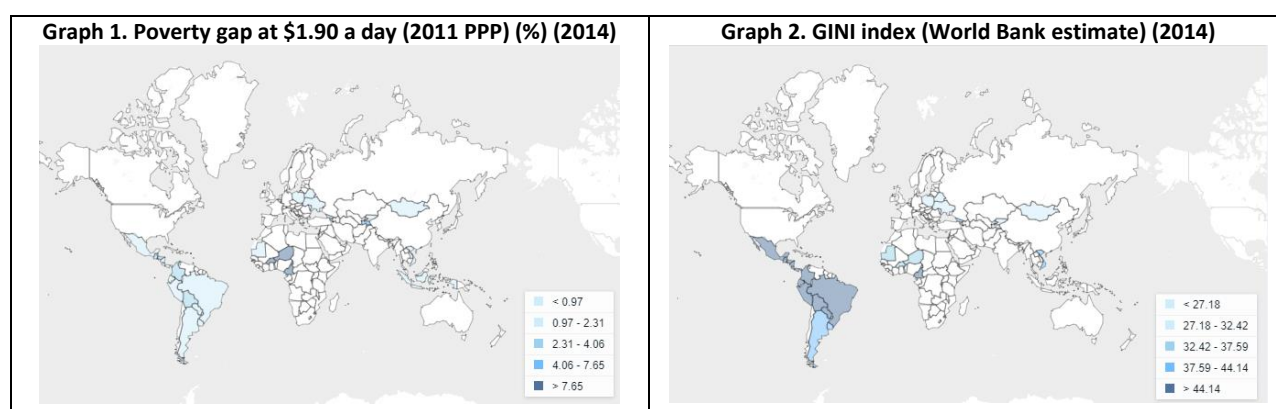 Graph 1. Poverty gap at $1.90 a day (2011 PPP) (%) (2014)
< 0.97
0.97 - 2.31
2.31 - 4.06
4.06 - 7.65
> 7.65
Graph 2. GINI index (World Bank estimate) (2014)
< 27.18
27.18 - 32.42
32.42 - 37.59
37.59 - 44.14
> 44.14